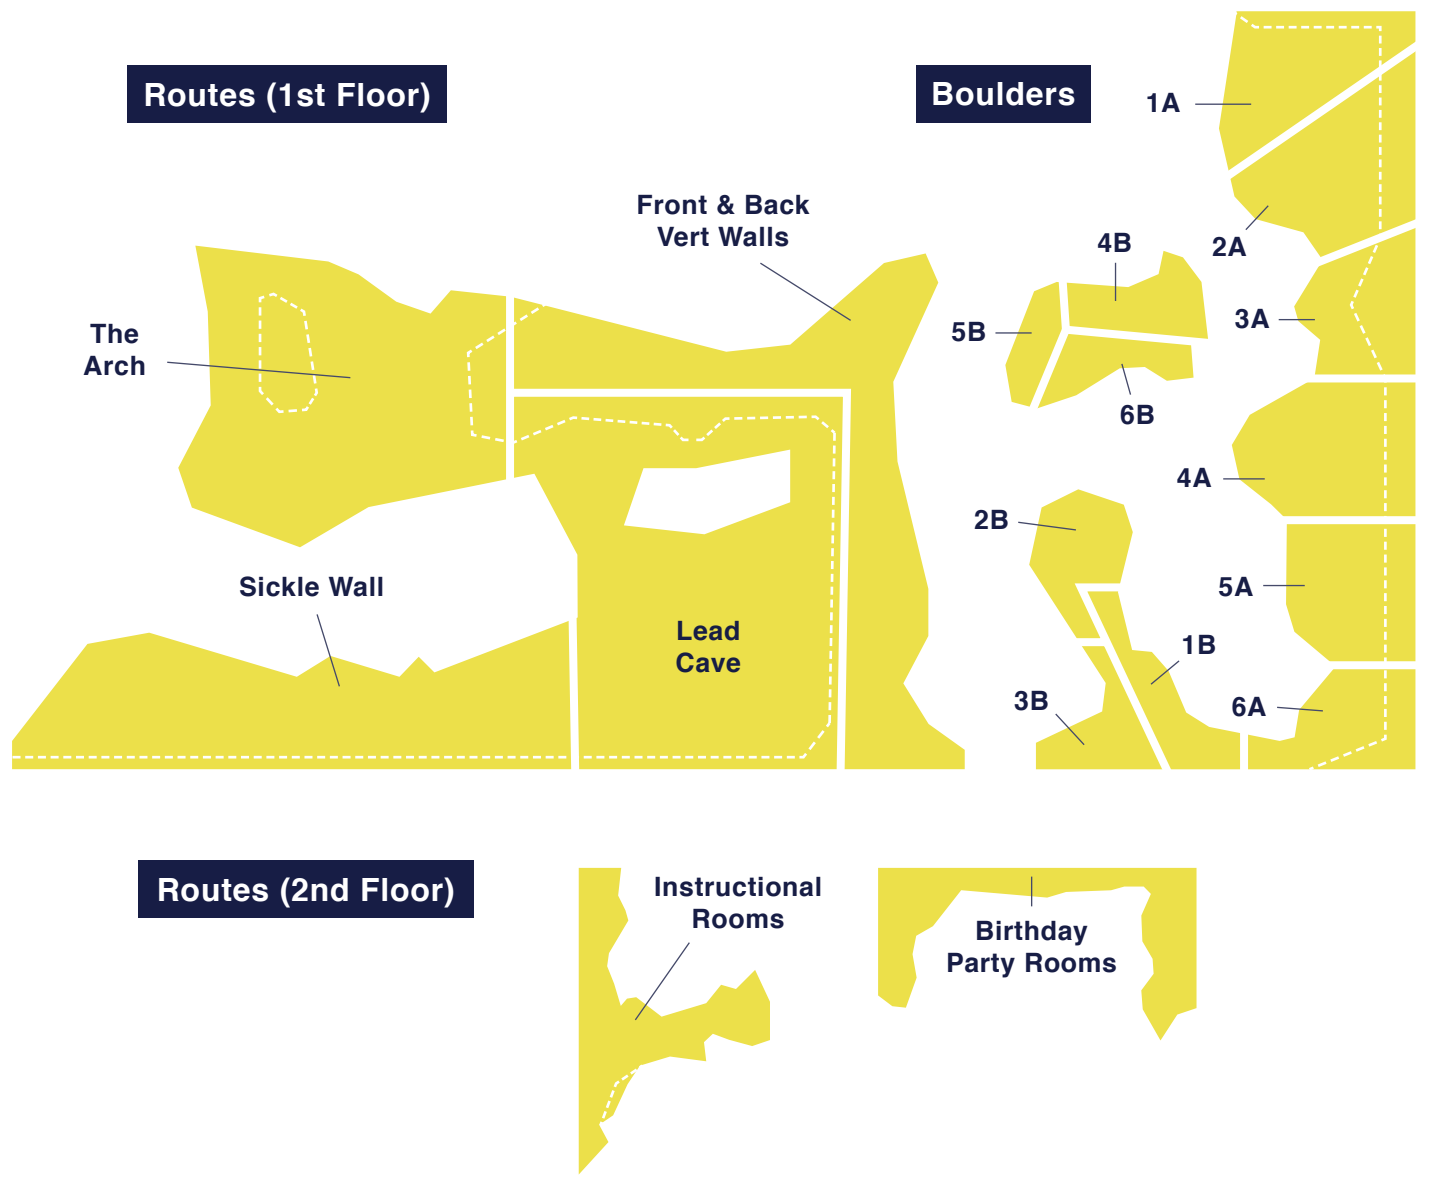 Routes (1st Floor)
Boulders
1A
Front & Back
Vert Walls
4B
2A
The
Arch
5B
3A
6B
4A
2B
Sickle Wall
5A
Lead
Cave
1B
3B
6A
Routes (2nd Floor)
Instructional
Rooms
Birthday
Party Rooms